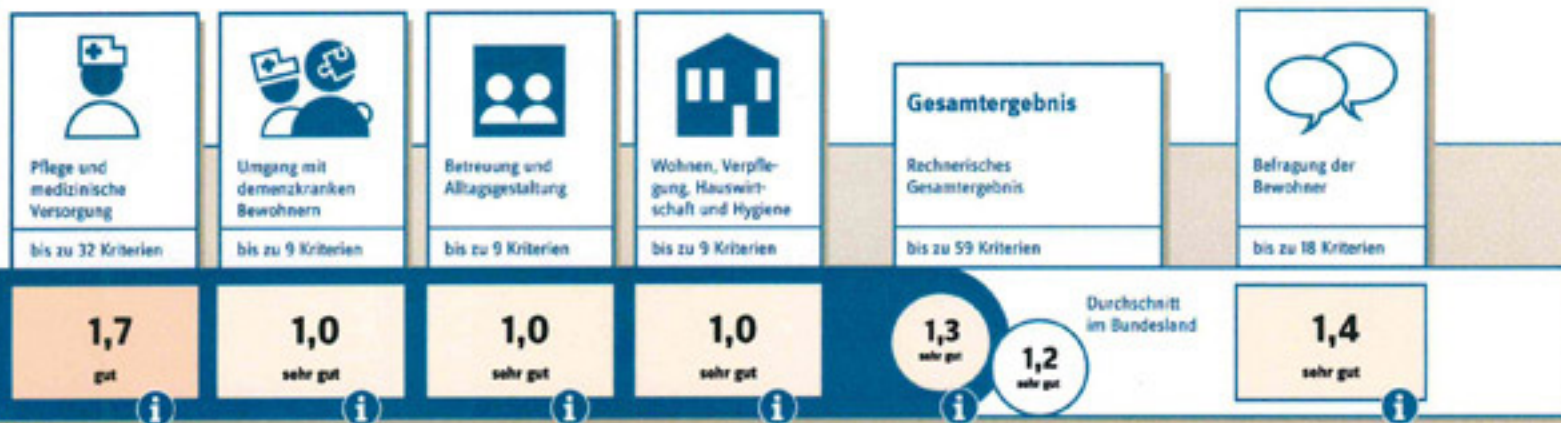 Pflege und
medizinische
Versorgung
bis zu 32 Kriterien
1,7
gut
Umgang mit
demenzkranken
Bewohnern
bis zu 9 Kriterien
1,0
sehr gut
Betreuung und
Alltagsgestaltung
bis zu 9 Kriterien
1,0
sehr gut
Wohnen, Verpfle-
gung, Hauswirt-
schaft und Hygiene
bis zu 9 Kriterien
1,0
sehr gut
Gesamtergebnis
Rechnerisches
Gesamtergebnis
bis zu 59 Kriterien
1,3
sehr gut
Durchschnitt
im Bundesland
1,2
sehr gut
Befragung der
Bewohner
bis zu 18 Kriterien
1,4
sehr gut